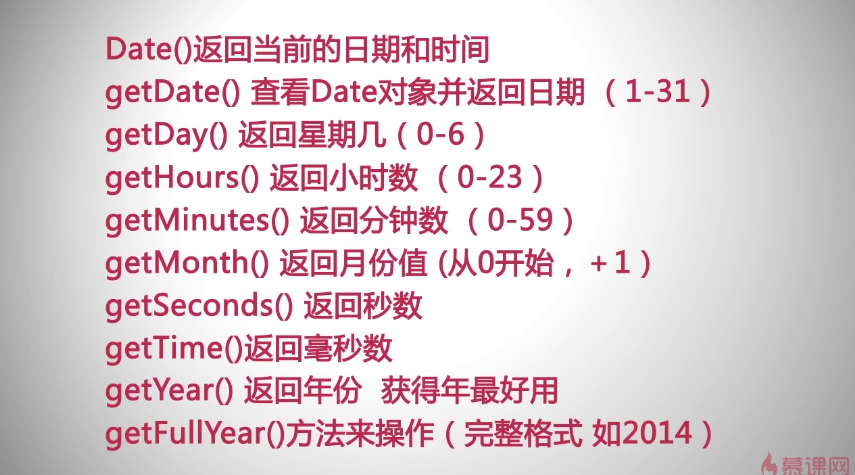 Date()返回当前的日期和时间
getDate() 查看Date对象并返回日期 （1-31）
getDay() 返回星期几（0-6）
getHours() 返回小时数 （0-23）
getMinutes() 返回分钟数 （0-59）
getMonth() 返回月份值 (从0开始，＋1）
getSeconds() 返回秒数
getTime()返回毫秒数
getYear() 返回年份  获得年最好用
getFullYear()方法来操作（完整格式 如2014）
慕课网